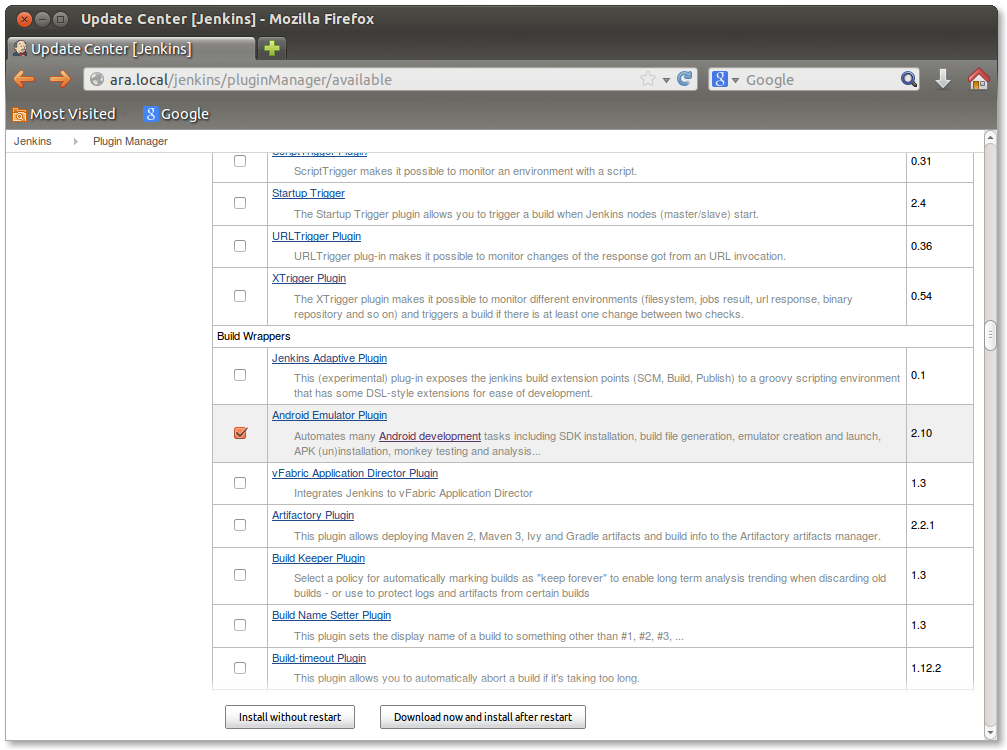 Update Center [Jenkins] - Mozilla Firefox
Update Center [Jenkins]
ara.local/jenkins/pluginManager/available
Google
Most Visited
Google
Jenkins
Plugin Manager
ScriptTrigger Plugin
ScriptTrigger makes it possible to monitor an environment with a script.
0.31
Startup Trigger
The Startup Trigger plugin allows you to trigger a build when Jenkins nodes (master/slave) start.
2.4
URLTrigger Plugin
URLTrigger plug-in makes it possible to monitor changes of the response got from an URL invocation.
0.36
XTrigger Plugin
The XTrigger plugin makes it possible to monitor different environments (filesystem, jobs result, url response, binary
repository and so on) and triggers a build if there is at least one change between two checks.
0.54
Build Wrappers
Jenkins Adaptive Plugin
This (experimental) plug-in exposes the jenkins build extension points (SCM, Build, Publish) to a groovy scripting environment
that has some DSL-style extensions for ease of development.
0.1
Android Emulator Plugin
Automates many Android development tasks including SDK installation, build file generation, emulator creation and launch,
APK (un)installation, monkey testing and analysis...
2.10
vFabric Application Director Plugin
Integrates Jenkins to vFabric Application Director
1.3
Artifactory Plugin
This plugin allows deploying Maven 2, Maven 3, Ivy and Gradle artifacts and build info to the Artifactory artifacts manager.
2.2.1
Build Keeper Plugin
Select a policy for automatically marking builds as "keep forever" to enable long term analysis trending when discarding old
builds - or use to protect logs and artifacts from certain builds
1.3
Build Name Setter Plugin
This plugin sets the display name of a build to something other than #1, #2, #3, ...
1.3
Build-timeout Plugin
This plugin allows you to automatically abort a build if it's taking too long.
1.12.2
Install without restart
Download now and install after restart